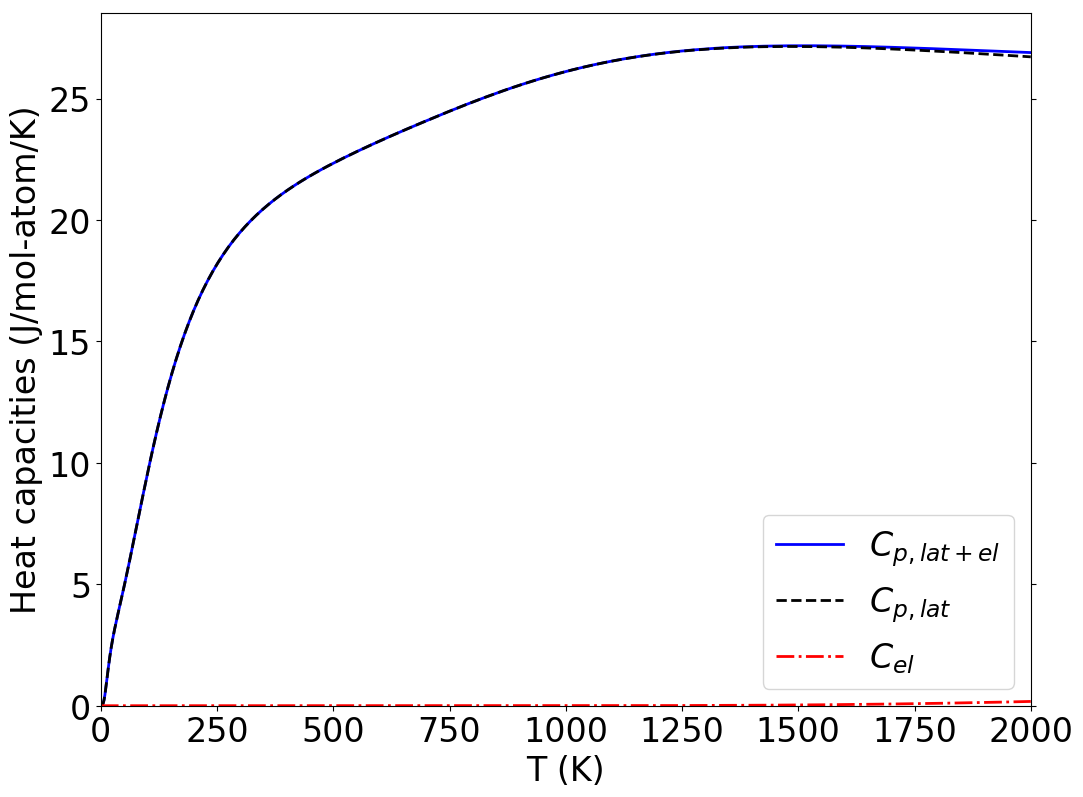 Heat capacities (J/mol-atom/K)
25
20
15
10
5
0
C_{p, lat+el}
C_{p, lat}
C_{el}
0 250 500 750 1000 1250 1500 1750 2000
T (K)